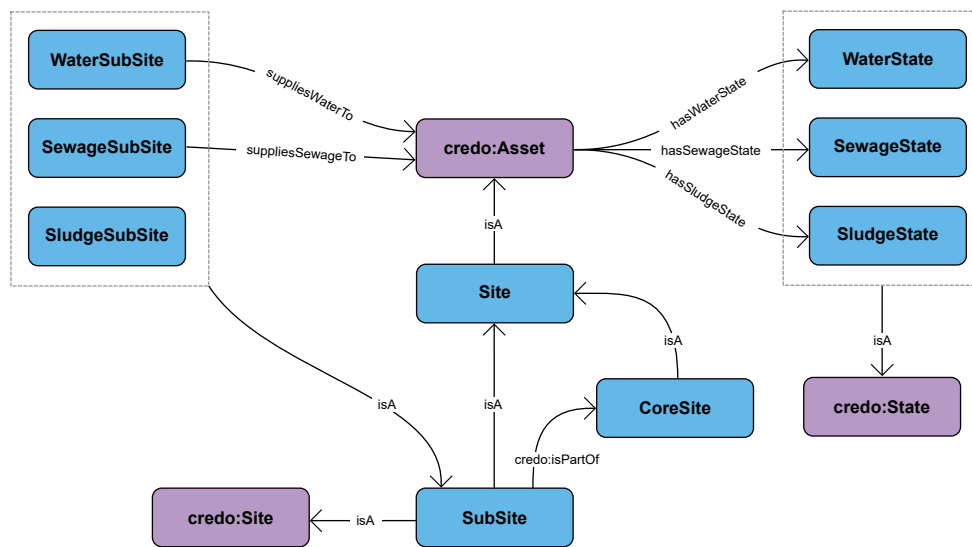 WaterSubSite
suppliesWaterTo
WaterState
hasWaterState
SewageSubSite
suppliesSewageTo
credo:Asset
hasSewageState
SewageState
hasSludgeState
SludgeSubSite
isA
SludgeState
Site
isA
isA
isA
isA
CoreSite
credo:State
credo:isPartOf
credo:Site
isA
SubSite